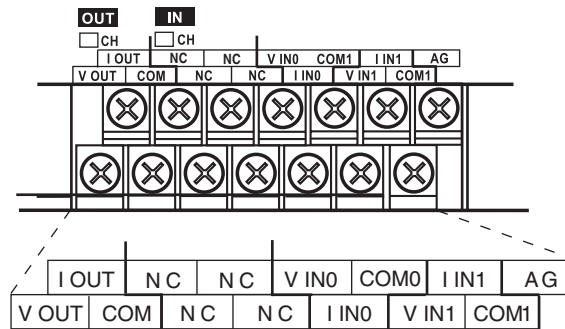 OUT IN
CH CH
I OUT NC NC V IN0 COM1 I IN1 AG
V OUT COM NC NC I IN0 V IN1 COM1
I OUT N C N C V IN0 COM0 I IN1 A G
V OUT COM N C N C I IN0 V IN1 COM1